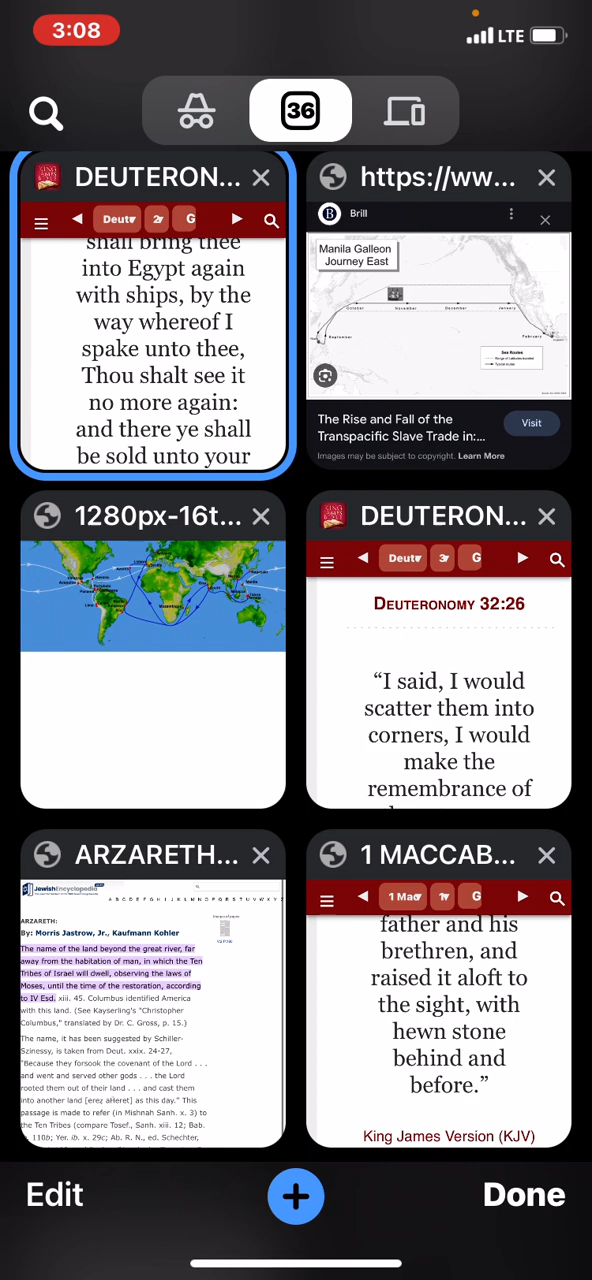 3:08
LTE
36
DEUTERON...
Deut
2
G
shall bring thee
into Egypt again
with ships, by the
way whereof I
spake unto thee,
Thou shalt see it
no more again:
and there ye shall
be sold unto your
https://ww...
Brill
Manila Galleon
Journey East
October
November
December
January
September
February
Sea Routes
The Rise and Fall of the
Transpacific Slave Trade in:...
Visit
Images may be subject to copyright. Learn More
1280px-16t...
DEUTERON...
Deut
3
G
DEUTERONOMY 32:26
“I said, I would
scatter them into
corners, I would
make the
remembrance of
ARZARETH...
JewishEncyclopedia
A B C D E F G H I J K L M N O P Q R S T U V W X Y Z
ARZARETH:
By: Morris Jastrow, Jr., Kaufmann Kohler
The name of the land beyond the great river, far
away from the habitation of man, in which the Ten
Tribes of Israel will dwell, observing the laws of
Moses, until the time of the restoration, according
to IV Esd. xiii. 45. Columbus identified America
with this land. (See Kayserling's "Christopher
Columbus," translated by Dr. C. Gross, p. 15.)
The name, it has been suggested by Schiller-
Szinessy, is taken from Deut. xxix. 24-27,
"Because they forsook the covenant of the Lord . . .
and went and served other gods . . . the Lord
rooted them out of their land . . . and cast them
into another land [ereẓ aḥeret] as this day." This
passage is made to refer (in Mishnah Sanh. x. 3) to
the Ten Tribes (compare Tosef., Sanh. xiii. 12; Bab.
110b; Yer. ib. x. 29c; Ab. R. N., ed. Schechter,
1 MACCAB...
1 Mac
1
G
father and his
brethren, and
raised it aloft to
the sight, with
hewn stone
behind and
before.”
King James Version (KJV)
Edit
Done